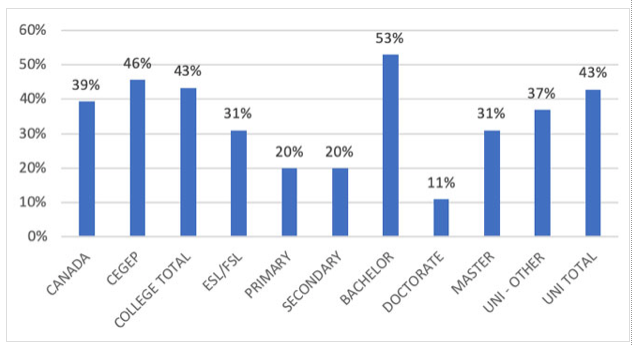 60%
50%
40%
30%
20%
10%
0%
39%
46%
43%
31%
20%
20%
53%
11%
31%
37%
43%
CANADA
CEGEP
COLLEGE TOTAL
ESL/FSL
PRIMARY
SECONDARY
BACHELOR
DOCTORATE
MASTER
UNI - OTHER
UNI TOTAL